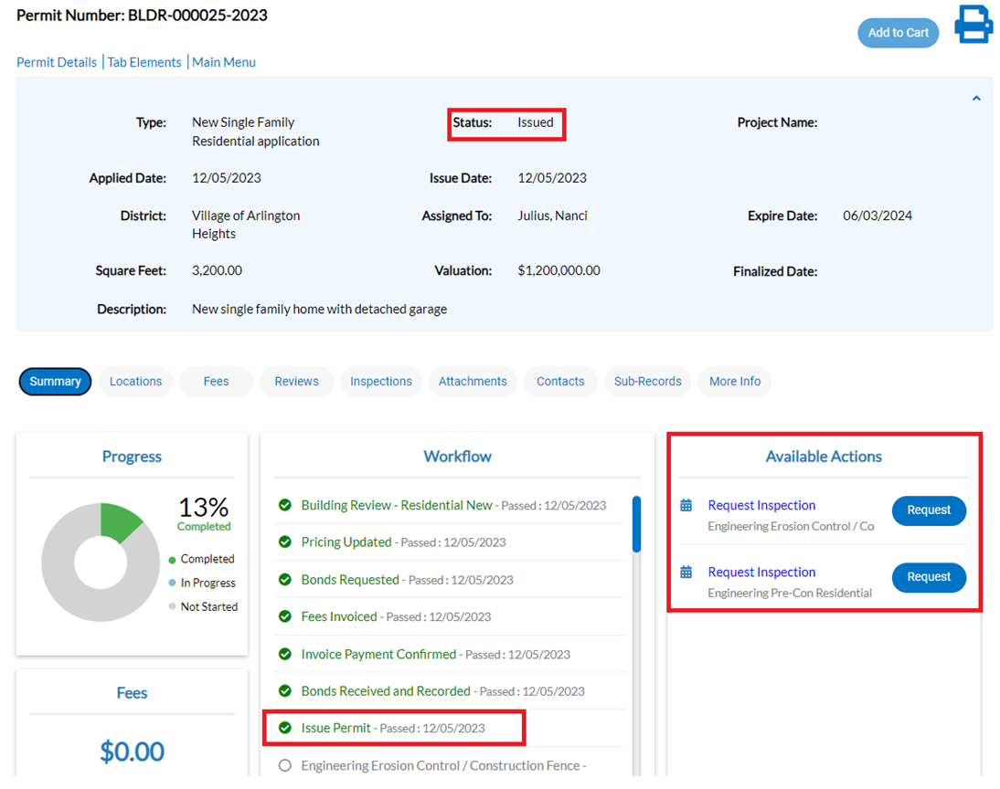 Permit Number: BLDR-000025-2023
Add to Cart
Permit Details | Tab Elements | Main Menu
Type: New Single Family Residential application
Status: Issued
Project Name:
Applied Date: 12/05/2023
Issue Date: 12/05/2023
District: Village of Arlington Heights
Assigned To: Julius, Nanci
Expire Date: 06/03/2024
Square Feet: 3,200.00
Valuation: $1,200,000.00
Finalized Date:
Description: New single family home with detached garage
Summary
Locations
Fees
Reviews
Inspections
Attachments
Contacts
Sub-Records
More Info
Progress
13%
Completed
Completed
In Progress
Not Started
Fees
$0.00
Workflow
Building Review - Residential New - Passed : 12/05/2023
Pricing Updated - Passed : 12/05/2023
Bonds Requested - Passed : 12/05/2023
Fees Invoiced - Passed : 12/05/2023
Invoice Payment Confirmed - Passed : 12/05/2023
Bonds Received and Recorded - Passed : 12/05/2023
Issue Permit - Passed : 12/05/2023
Engineering Erosion Control / Construction Fence -
Available Actions
Request Inspection
Engineering Erosion Control / Co
Request
Request Inspection
Engineering Pre-Con Residential
Request